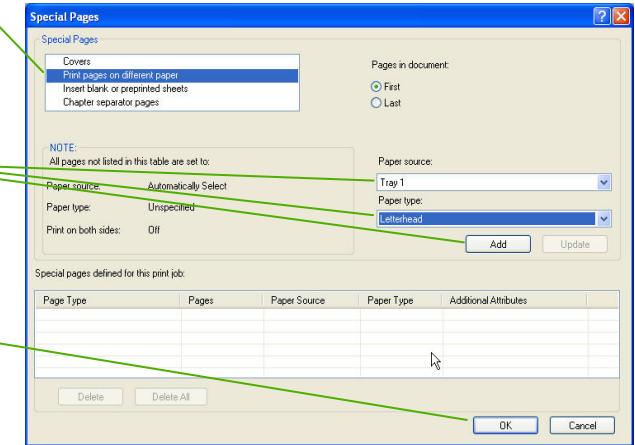 Special Pages
Special Pages
Covers
Print pages on different paper
Insert blank or preprinted sheets
Chapter separator pages
Pages in document:
First
Last
NOTE:
All pages not listed in this table are set to:
Paper source: Automatically Select
Paper type: Unspecified
Print on both sides: Off
Paper source:
Tray 1
Paper type:
Letterhead
Add Update
Special pages defined for this print job:
Page Type Pages Paper Source Paper Type Additional Attributes
Delete Delete All
OK Cancel